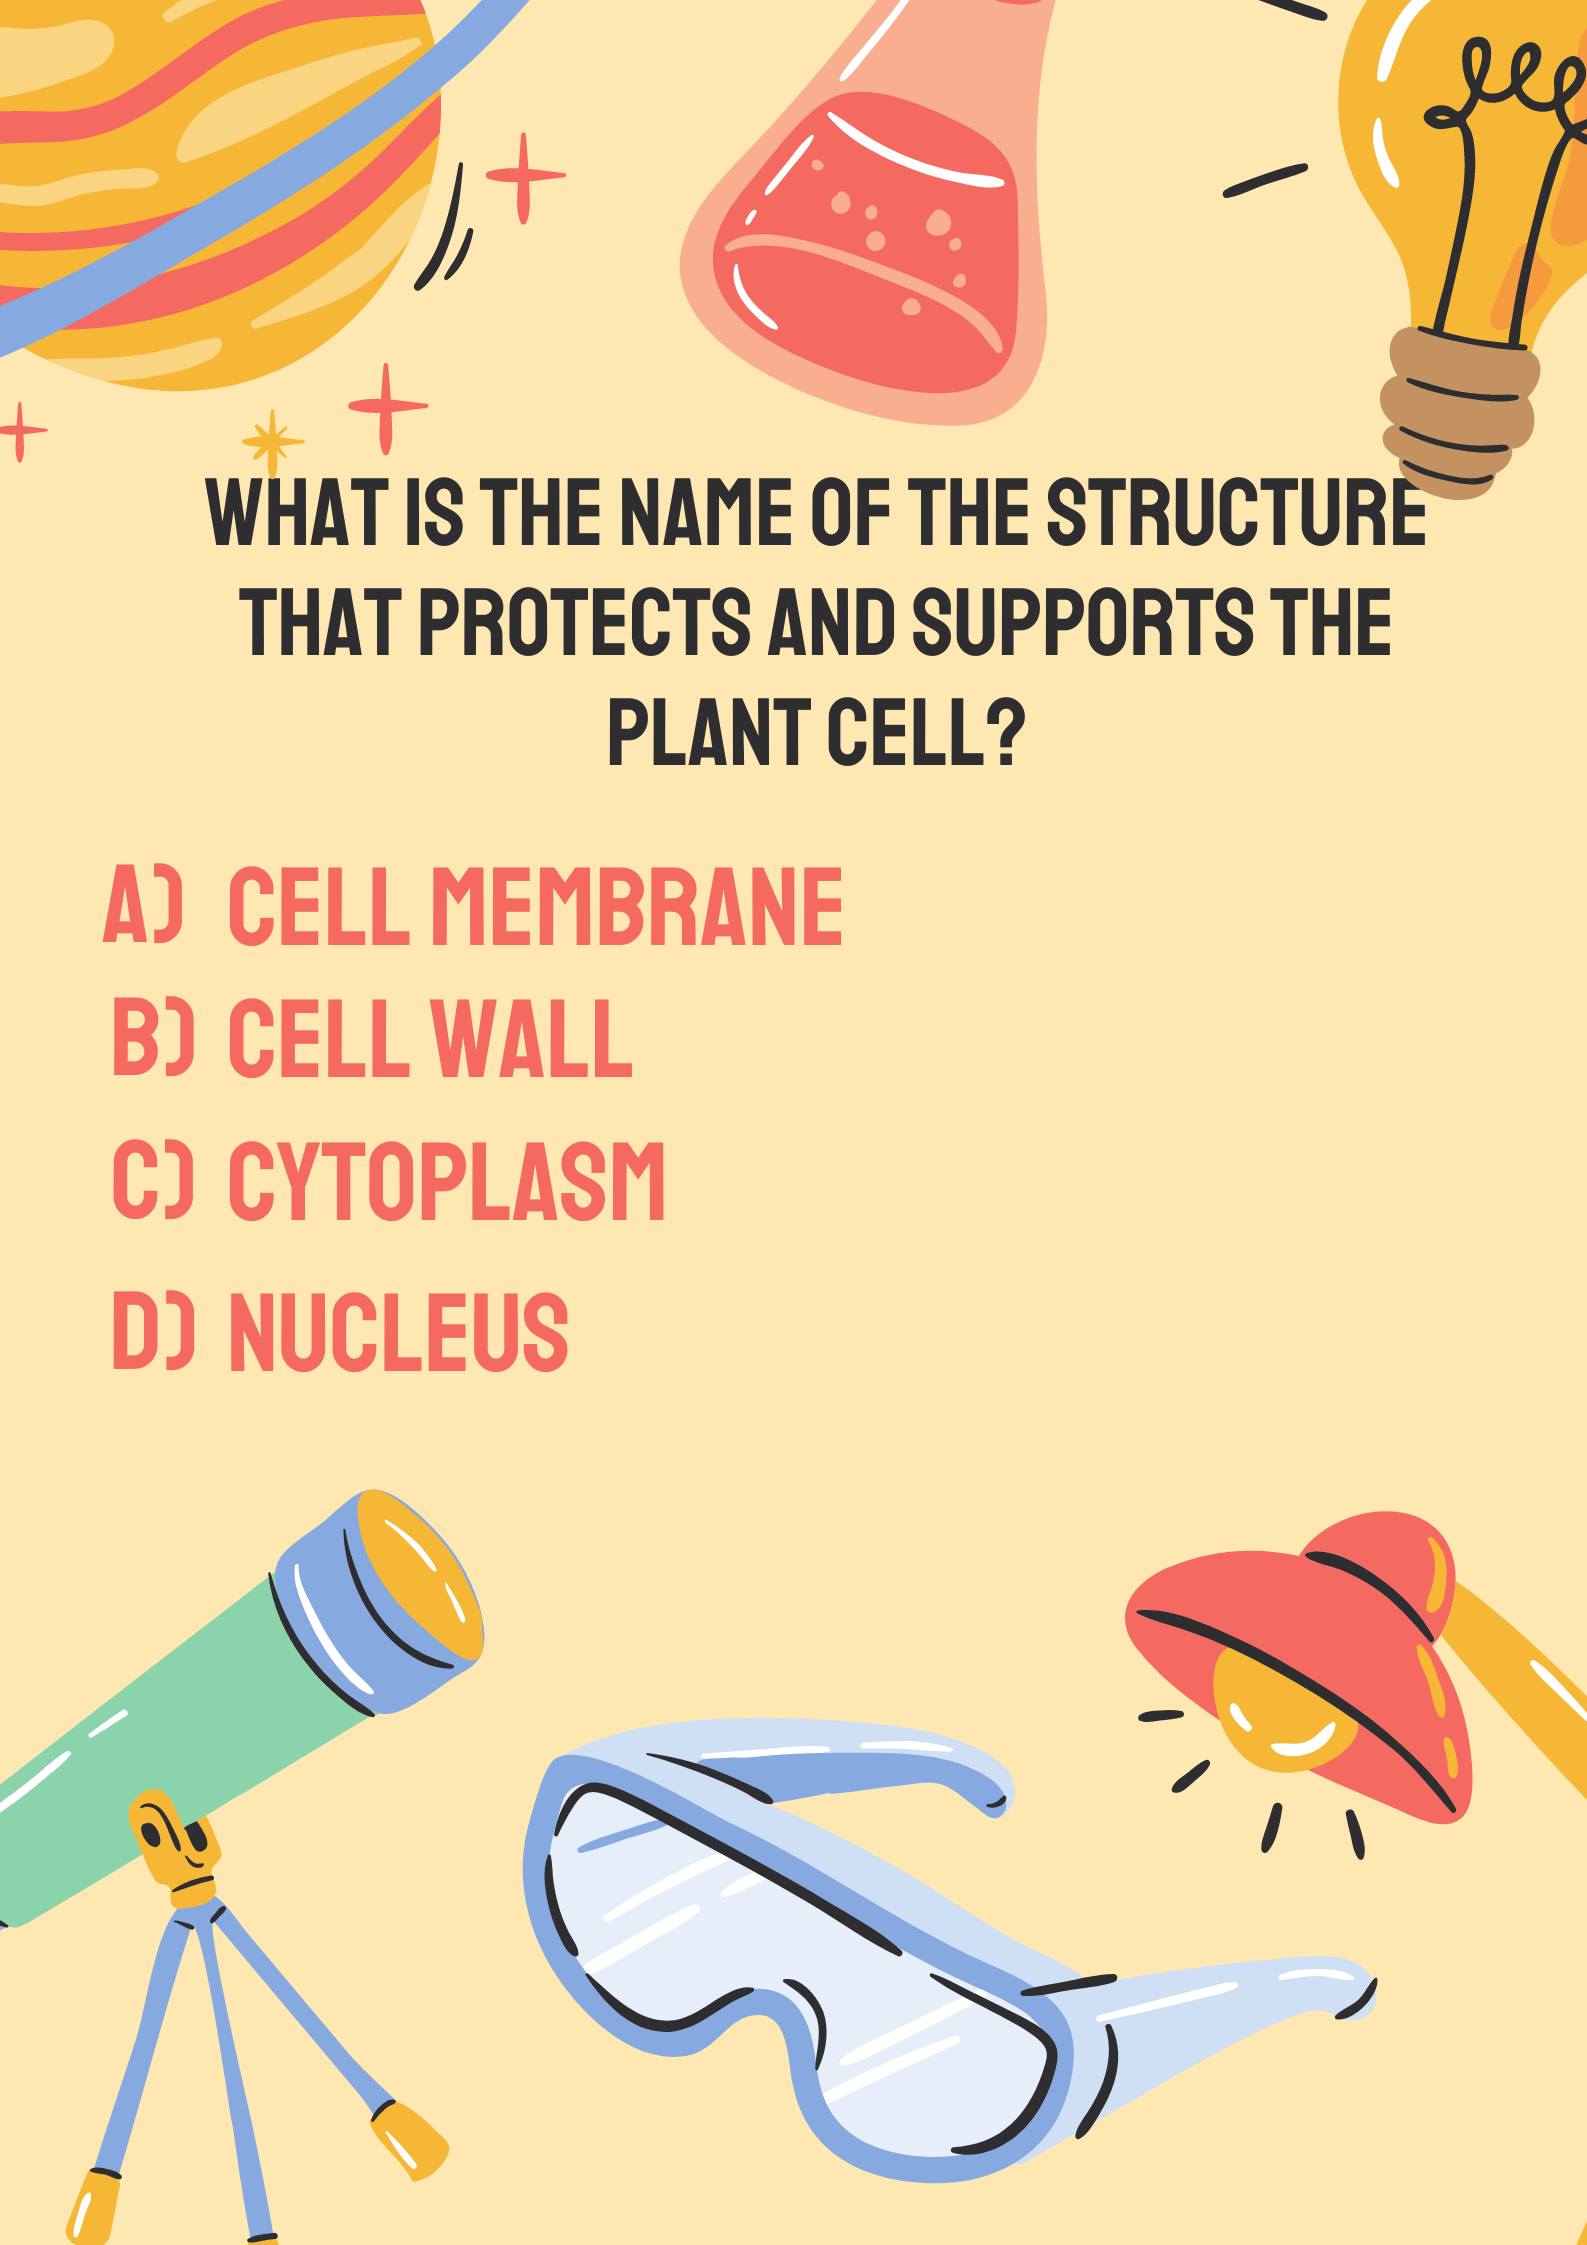 WHAT IS THE NAME OF THE STRUCTURE
THAT PROTECTS AND SUPPORTS THE
PLANT CELL?
A) CELL MEMBRANE
B) CELL WALL
C) CYTOPLASM
D) NUCLEUS